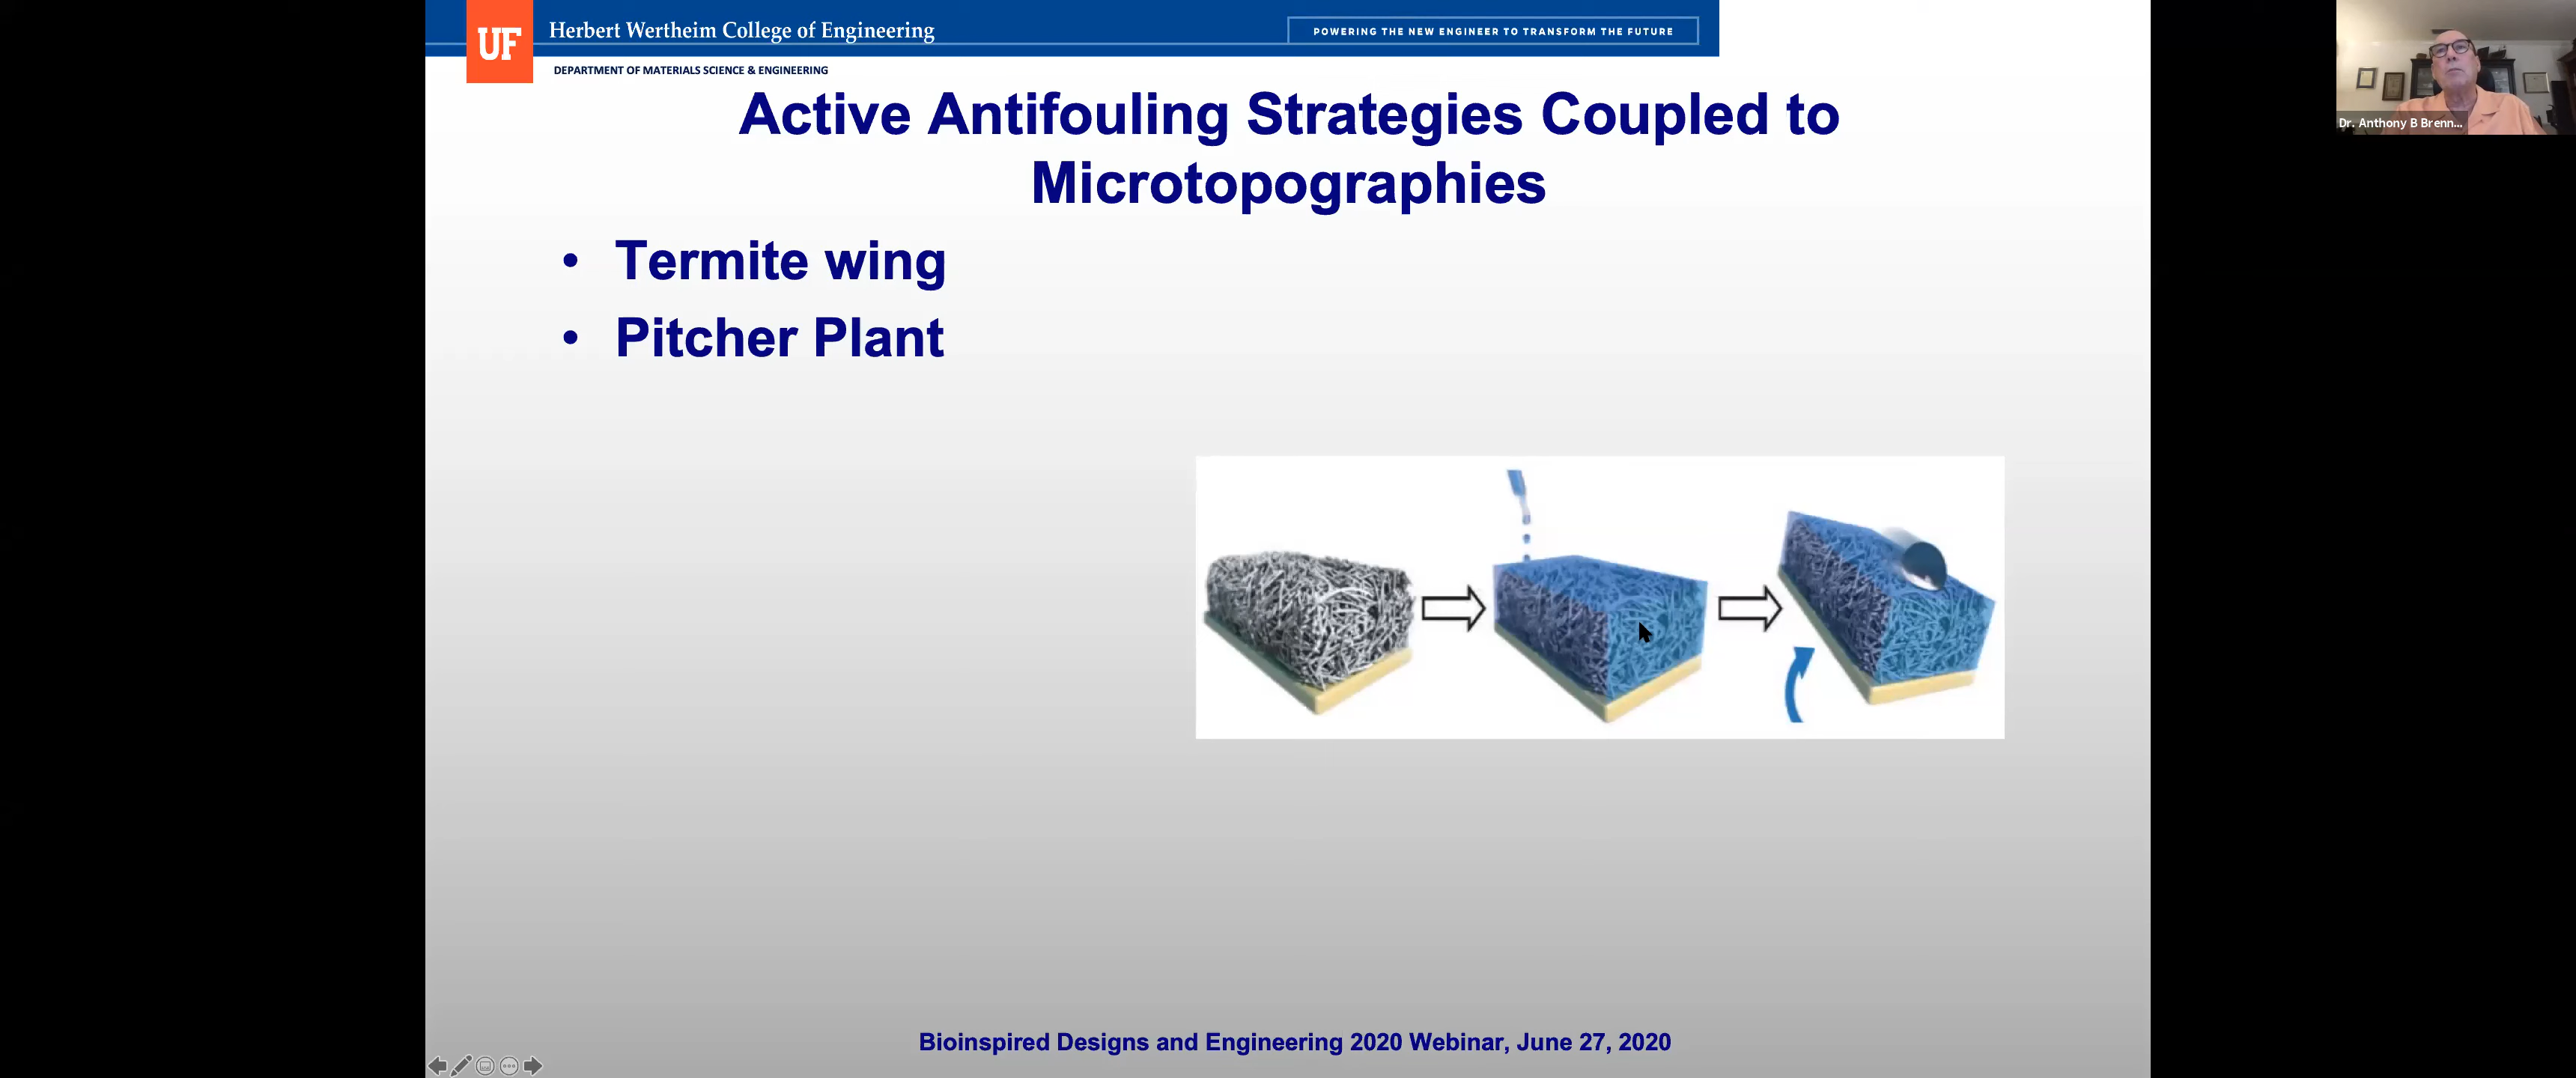 UF
Herbert Wertheim College of Engineering
POWERING THE NEW ENGINEER TO TRANSFORM THE FUTURE
DEPARTMENT OF MATERIALS SCIENCE & ENGINEERING
Dr. Anthony B Brenn...
Active Antifouling Strategies Coupled to
Microtopographies
• Termite wing
• Pitcher Plant
Bioinspired Designs and Engineering 2020 Webinar, June 27, 2020